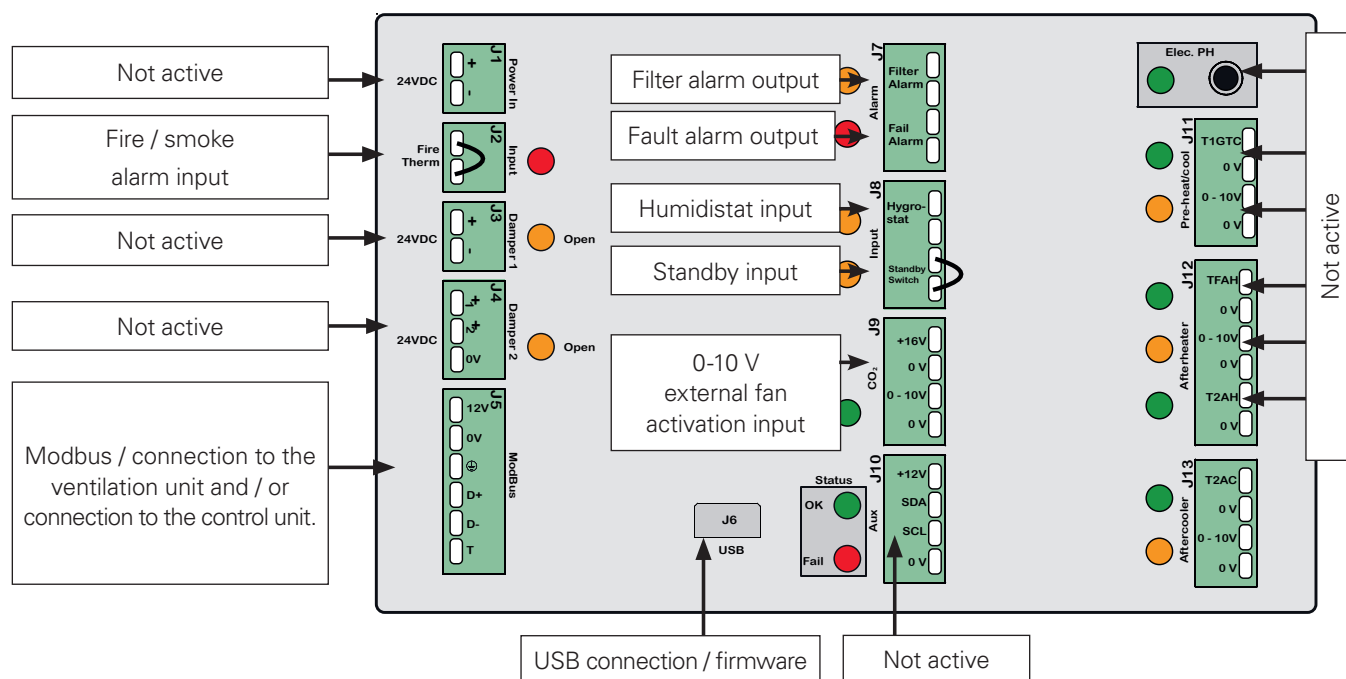 Not active
Fire / smoke
alarm input
Not active
Not active
Modbus / connection to the
ventilation unit and / or
connection to the control unit.
24VDC
J1
+
-
Power In
Fire
Therm
J2
Input
24VDC
J3
+
-
Damper 1
Open
24VDC
J4
+1
+2
0V
Damper 2
Open
J5
12V
0V
D+
D-
T
ModBus
Filter alarm output
Fault alarm output
Humidistat input
Standby input
0-10 V
external fan
activation input
J7
Alarm
Filter
Alarm
Fail
Alarm
J8
Input
Hygro-
stat
Standby
Switch
J9
CO₂
+16V
0 V
0 - 10V
0 V
J10
Aux
+12V
SDA
SCL
0 V
Status
OK
Fail
J6
USB
USB connection / firmware
Not active
Elec. PH
J11
Pre-heat/cool
T1GTC
0 V
0 - 10V
0 V
J12
Afterheater
TFAH
0 V
0 - 10V
0 V
T2AH
0 V
J13
Aftercooler
T2AC
0 V
0 - 10V
0 V
Not active